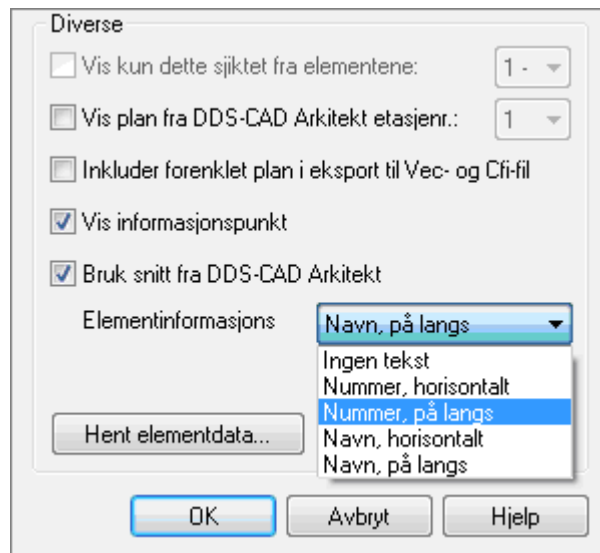 Diverse
Vis kun dette sjiktet fra elementene: 1 -
Vis plan fra DDS-CAD Arkitekt etasjenr.: 1
Inkluder forenklet plan i eksport til Vec- og Cfi-fil
Vis informasjonspunkt
Bruk snitt fra DDS-CAD Arkitekt
Elementinformasjons Navn, på langs
Ingen tekst
Nummer, horisontalt
Nummer, på langs
Navn, horisontalt
Navn, på langs
Hent elementdata...
OK Avbryt Hjelp